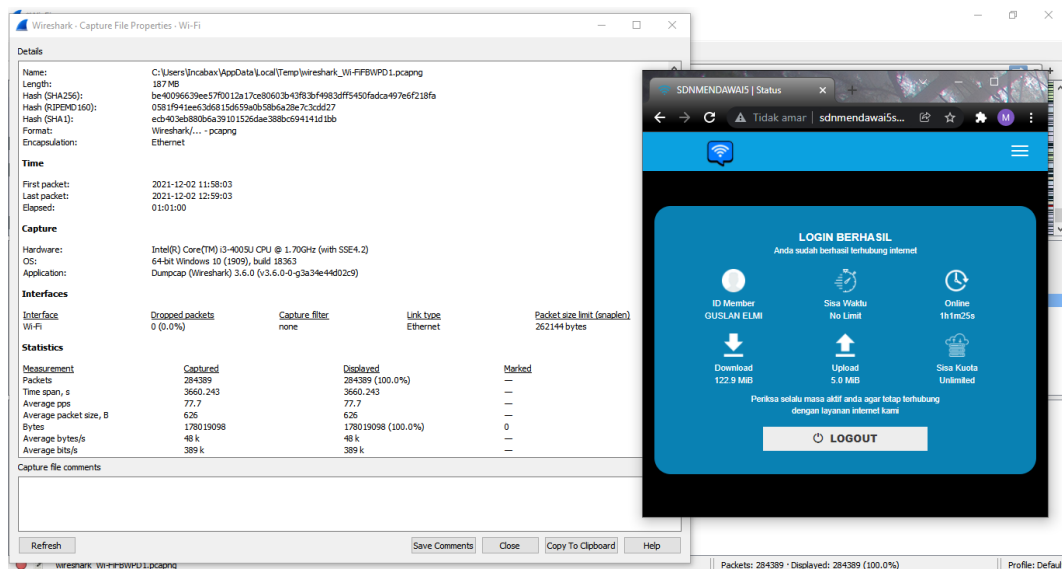 Wireshark · Capture File Properties · Wi-Fi
Details
Name: C:\Users\Incabax\AppData\Local\Temp\wireshark_Wi-FiFBWPD1.pcapng
Length: 187 MB
Hash (SHA256): be40096639ee57f0012a17ce80603b43f83bf4983dff5450fadca497e6f218fa
Hash (RIPEMD160): 0581f941ee63d6815d659a0b58b6a28e7c3cdd27
Hash (SHA1): ecb403eb880b6a39101526dae388bc694141d1bb
Format: Wireshark/... - pcapng
Encapsulation: Ethernet
Time
First packet: 2021-12-02 11:58:03
Last packet: 2021-12-02 12:59:03
Elapsed: 01:01:00
Capture
Hardware: Intel(R) Core(TM) i3-4005U CPU @ 1.70GHz (with SSE4.2)
OS: 64-bit Windows 10 (1909), build 18363
Application: Dumpcap (Wireshark) 3.6.0 (v3.6.0-0-g3a34e44d02c9)
Interfaces
Interface Dropped packets Capture filter Link type Packet size limit (snaplen)
Wi-Fi 0 (0.0%) none Ethernet 262144 bytes
Statistics
Measurement Captured Displayed Marked
Packets 284389 284389 (100.0%) —
Time span, s 3660.243 3660.243 —
Average pps 77.7 77.7 —
Average packet size, B 626 626 —
Bytes 178019098 178019098 (100.0%) 0
Average bytes/s 48 k 48 k —
Average bits/s 389 k 389 k —
Capture file comments
Refresh Save Comments Close Copy To Clipboard Help
wireshark_Wi-FiFBWPD1.pcapng Packets: 284389 · Displayed: 284389 (100.0%) Profile: Defaul
SDNMENDAWAI5 | Status
Tidak aman | sdnmendawai5s... M
LOGIN BERHASIL
Anda sudah berhasil terhubung internet
ID Member Sisa Waktu Online
GUSLAN ELMI No Limit 1h1m25s
Download Upload Sisa Kuota
122.9 MiB 5.0 MiB Unlimited
Periksa selalu masa aktif anda agar tetap terhubung
dengan layanan internet kami
LOGOUT